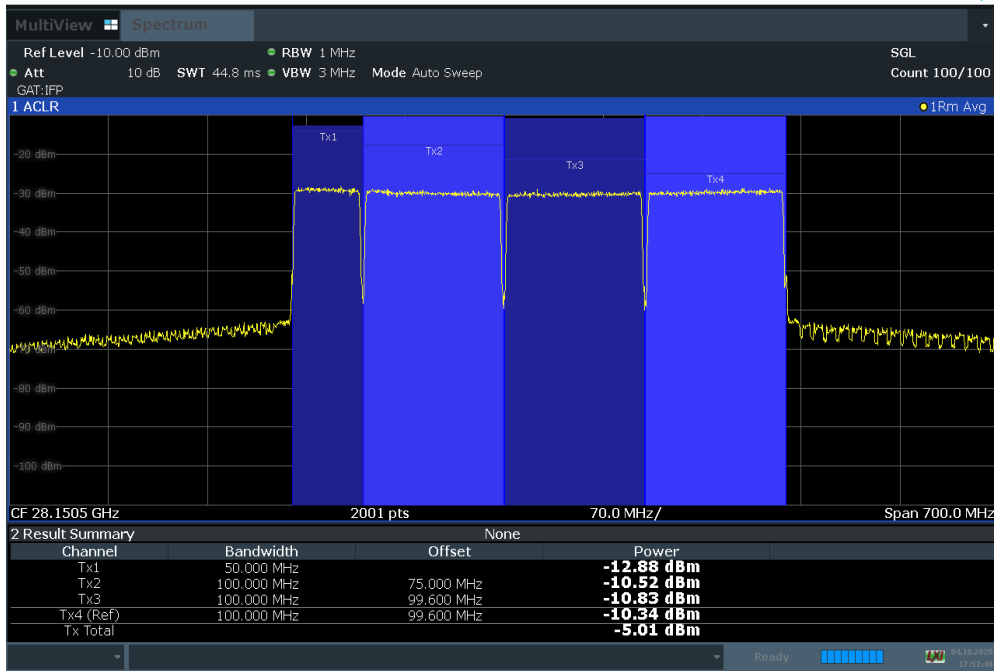 MultiView Spectrum
Ref Level -10.00 dBm RBW 1 MHz SGL
Att 10 dB SWT 44.8 ms VBW 3 MHz Mode Auto Sweep Count 100/100
GAT:IFP
1 ACLR 1Rm Avg
Tx1
Tx2
Tx3
Tx4
-20 dBm
-30 dBm
-40 dBm
-50 dBm
-60 dBm
-70 dBm
-80 dBm
-90 dBm
-100 dBm
CF 28.1505 GHz 2001 pts 70.0 MHz/ Span 700.0 MHz
2 Result Summary None
Channel Bandwidth Offset Power
Tx1 50.000 MHz -12.88 dBm
Tx2 100.000 MHz 75.000 MHz -10.52 dBm
Tx3 100.000 MHz 99.600 MHz -10.83 dBm
Tx4 (Ref) 100.000 MHz 99.600 MHz -10.34 dBm
Tx Total -5.01 dBm
Ready LXI 04.10.2020